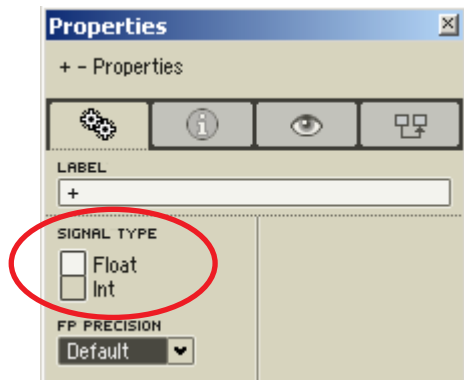 Properties
+ - Properties
LABEL
+
SIGNAL TYPE
Float
Int
FP PRECISION
Default